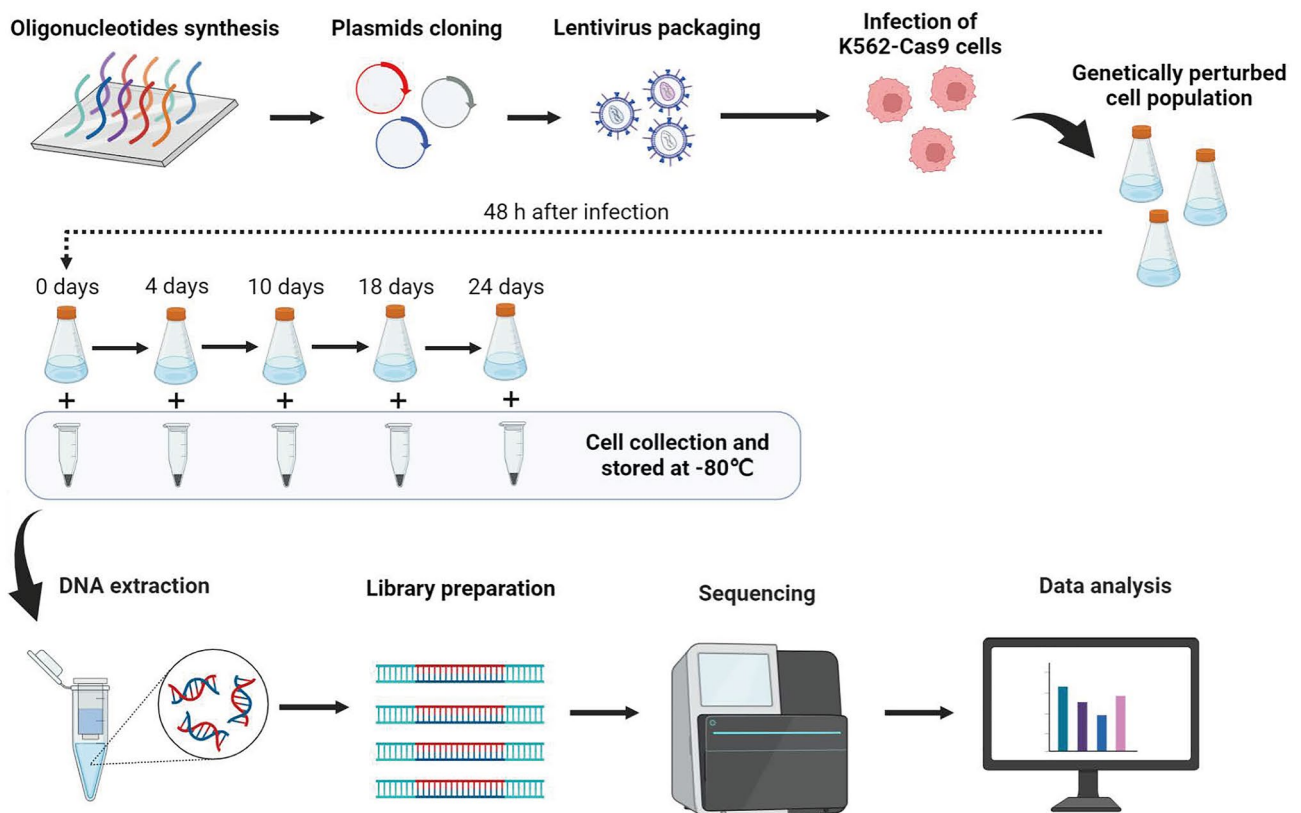 Oligonucleotides synthesis
Plasmids cloning
Lentivirus packaging
Infection of
K562-Cas9 cells
Genetically perturbed
cell population
48 h after infection
0 days
4 days
10 days
18 days
24 days
+
+
+
+
+
Cell collection and
stored at -80℃
DNA extraction
Library preparation
Sequencing
Data analysis